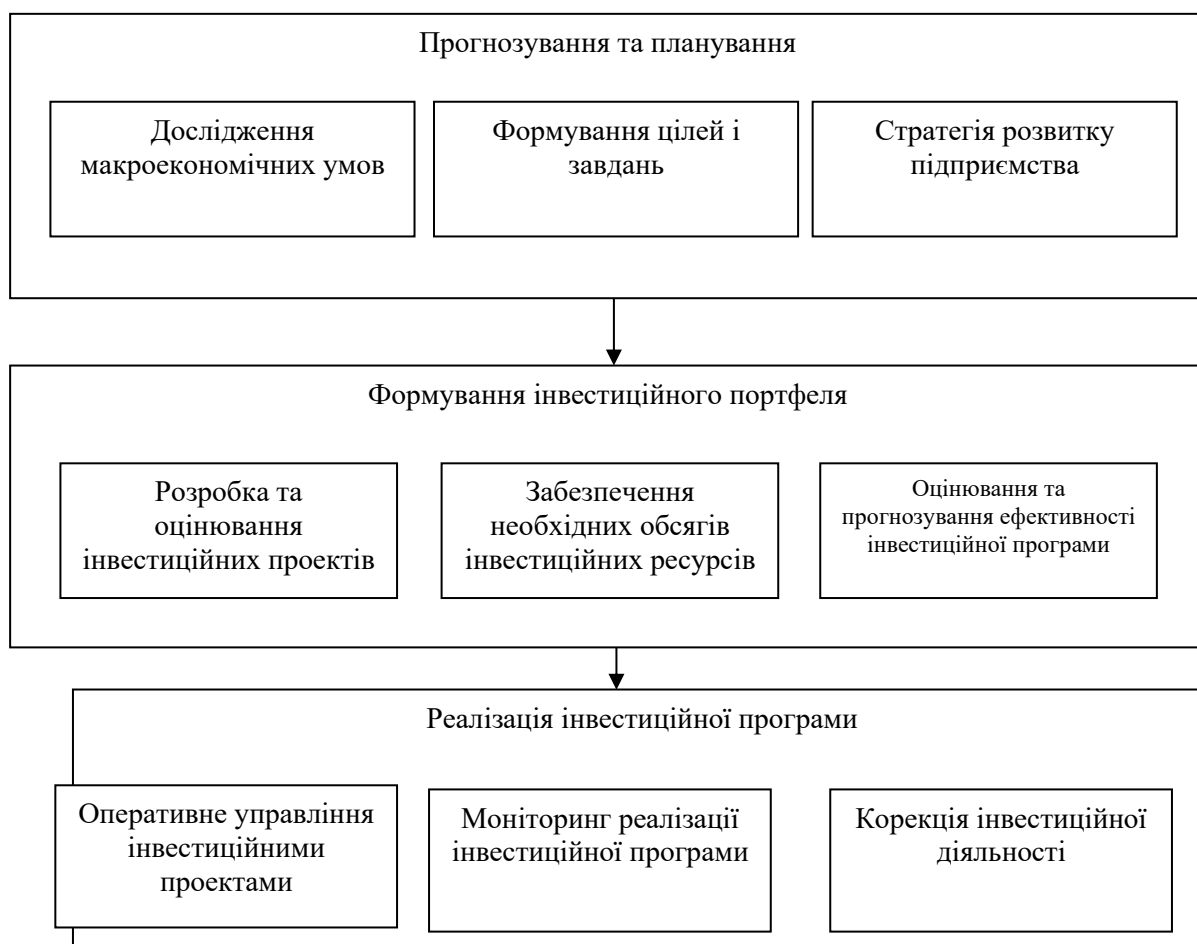 Прогнозування та планування
Дослідження
макроекономічних умов
Формування цілей і
завдань
Стратегія розвитку
підприємства
Формування інвестиційного портфеля
Розробка та
оцінювання
інвестиційних проектів
Забезпечення
необхідних обсягів
інвестиційних ресурсів
Оцінювання та
прогнозування ефективності
інвестиційної програми
Реалізація інвестиційної програми
Оперативне управління
інвестиційними
проектами
Моніторинг реалізації
інвестиційної програми
Корекція інвестиційної
діяльності